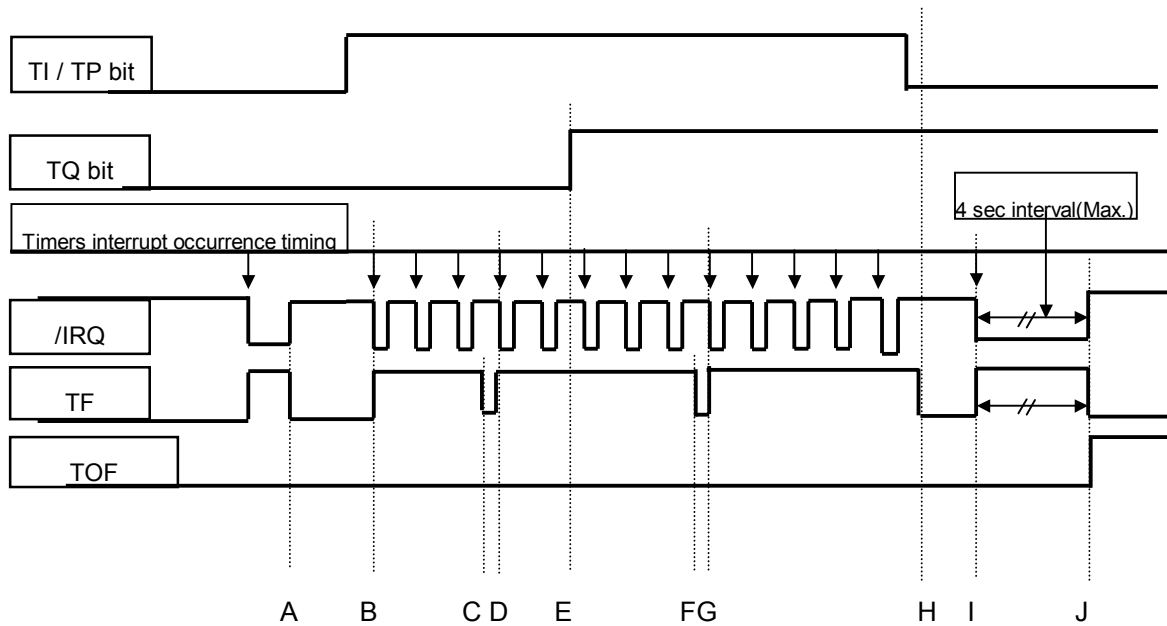 TI / TP bit
TQ bit
4 sec interval(Max.)
Timers interrupt occurrence timing
/IRQ
TF
TOF
A B C D E F G H I J